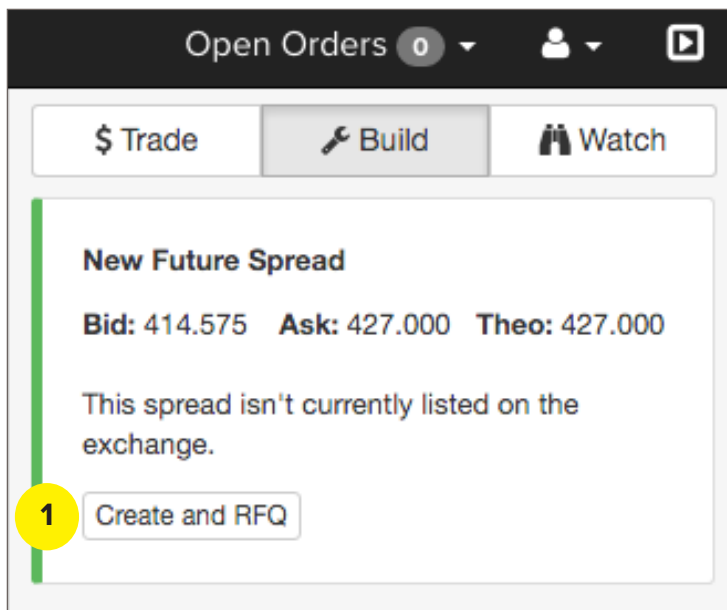 Open Orders 0
$ Trade Build Watch
New Future Spread
Bid: 414.575 Ask: 427.000 Theo: 427.000
This spread isn't currently listed on the
exchange.
1 Create and RFQ